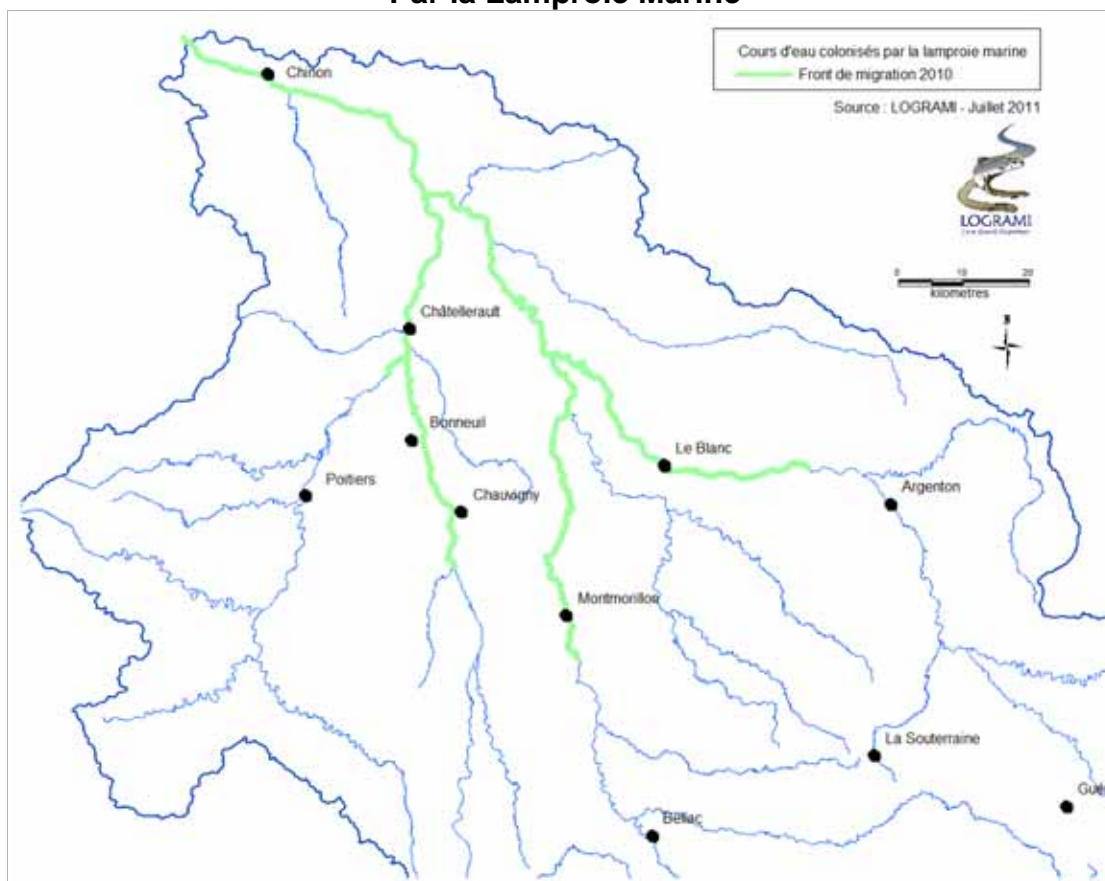 Par la Lamproie Marine
Cours d'eau colonisés par la lamproie marine
Front de migration 2010
Source : LOGRAMI - Juillet 2011
LOGRAMI
0 10 20
kilometres
Chinon
Châtellerault
Bonneuil
Le Blanc
Poitiers
Chauvigny
Argenton
Montmorillon
La Souterraine
Gué
Bellac